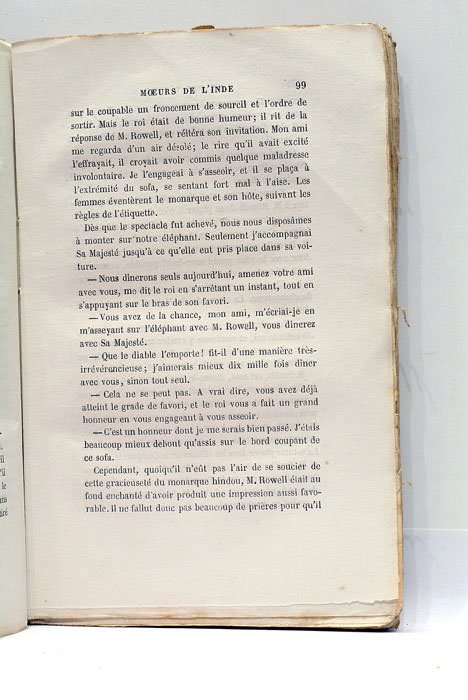 MŒURS DE L'INDE 99
sur le coupable un froncement de sourcil et l'ordre de
sortir. Mais le roi était de bonne humeur; il rit de la
réponse de M. Rowell, et réitéra son invitation. Mon ami
me regarda d'un air désolé; le rire qu'il avait excité
l'effrayait, il croyait avoir commis quelque maladresse
involontaire. Je l'engageai à s'asseoir, et il se plaça à
l'extrémité du sofa, se sentant fort mal à l'aise. Les
femmes éventèrent le monarque et son hôte, suivant les
règles de l'étiquette.
Dès que le spectacle fut achevé, nous nous disposâmes
à monter sur notre éléphant. Seulement j'accompagnai
Sa Majesté jusqu'à ce qu'elle eut pris place dans sa voi-
ture.
— Nous dînerons seuls aujourd'hui, amenez votre ami
avec vous, me dit le roi en s'arrêtant un instant, tout en
s'appuyant sur le bras de son favori.
— Vous avez de la chance, mon ami, m'écriai-je en
m'asseyant sur l'éléphant avec M. Rowell, vous dînerez
avec Sa Majesté.
— Que le diable l'emporte! fit-il d'une manière très-
irrévérencieuse; j'aimerais mieux dix mille fois dîner
avec vous, sinon tout seul.
— Cela ne se peut pas. A vrai dire, vous avez déjà
atteint le grade de favori, et le roi vous a fait un grand
honneur en vous engageant à vous asseoir.
— C'est un honneur dont je me serais bien passé. J'étais
beaucoup mieux debout qu'assis sur le bord coupant de
ce sofa.
Cependant, quoiqu'il n'eût pas l'air de se soucier de
cette gracieuseté du monarque hindou, M. Rowell était au
fond enchanté d'avoir produit une impression aussi favo-
rable. Il ne fallut donc pas beaucoup de prières pour qu'il